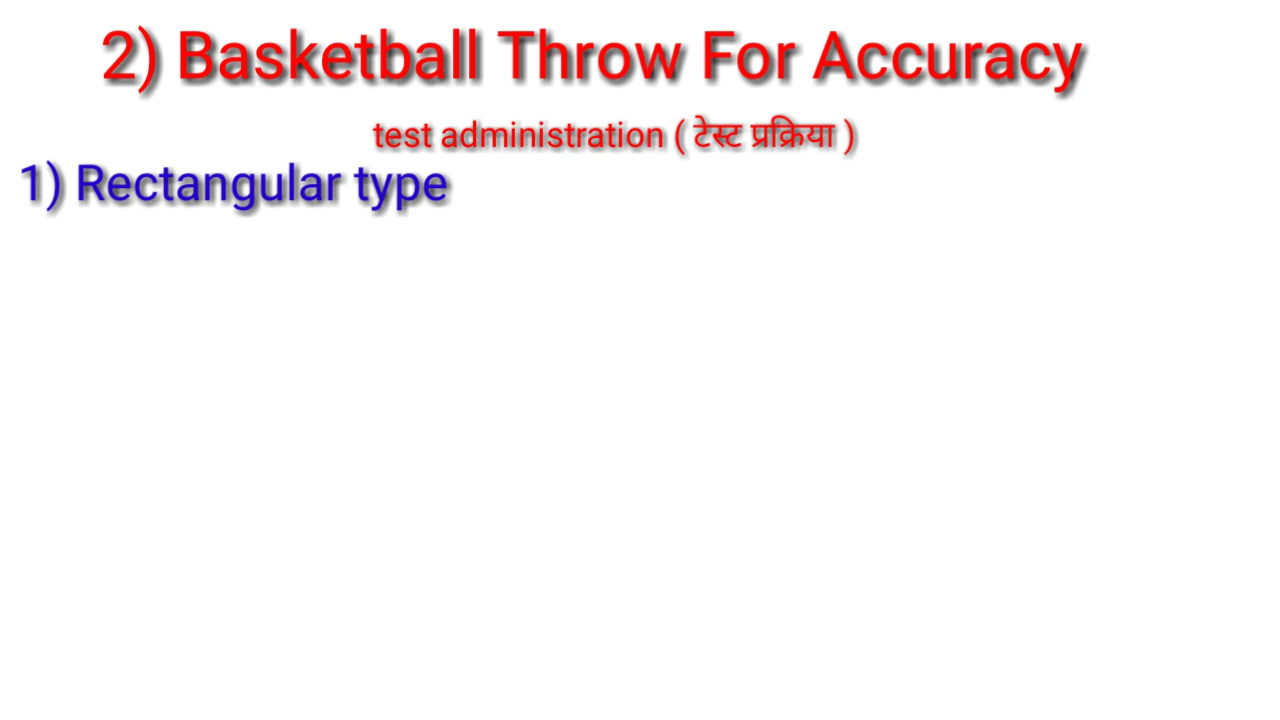 2) Basketball Throw For Accuracy
test administration ( टेस्ट प्रक्रिया )
1) Rectangular type